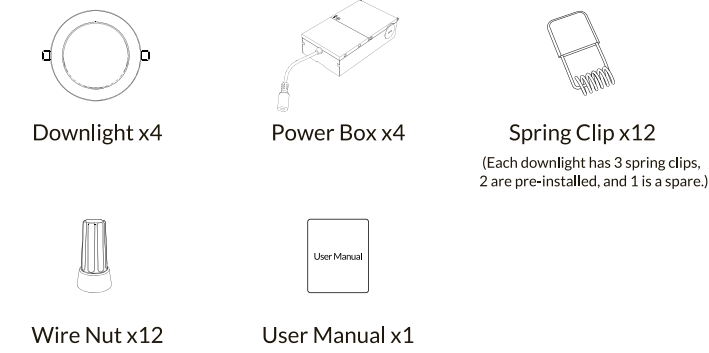 Downlight x4
Power Box x4
Spring Clip x12
(Each downlight has 3 spring clips,
2 are pre-installed, and 1 is a spare.)
Wire Nut x12
User Manual
User Manual x1